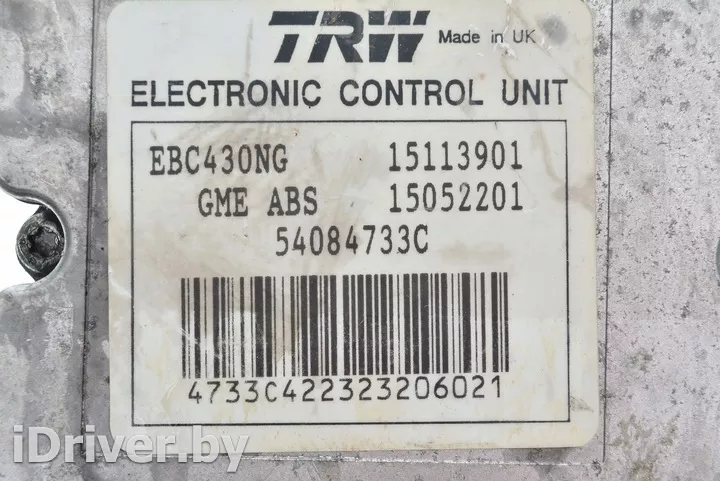 TRW Made in UK
ELECTRONIC CONTROL UNIT
EBC430NG 15113901
GME ABS 15052201
54084733C
4733C422323206021
iDriver.by